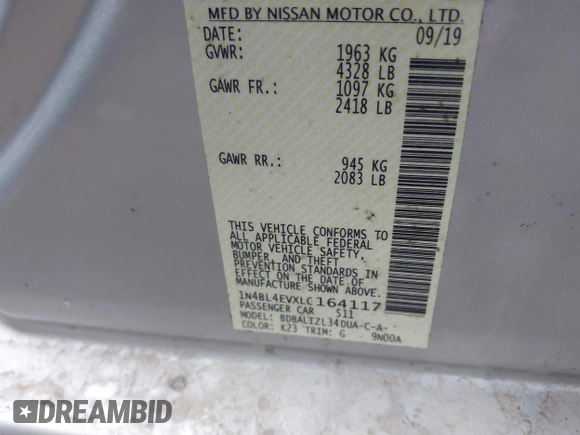 MFD BY NISSAN MOTOR CO., LTD.
DATE: 09/19
GVWR: 1963 KG
4328 LB
GAWR FR.: 1097 KG
2418 LB
GAWR RR.: 945 KG
2083 LB
THIS VEHICLE CONFORMS TO
ALL APPLICABLE FEDERAL
MOTOR VEHICLE SAFETY,
BUMPER, AND THEFT
PREVENTION STANDARDS IN
EFFECT ON THE DATE OF
MANUFACTURE SHOWN ABOVE.
1N4BL4EVXLC164117
PASSENGER CAR S11
MODEL: BDBALIZL34DUA-C-A-
COLOR: K23 TRIM: G 9N00A
DREAMBID